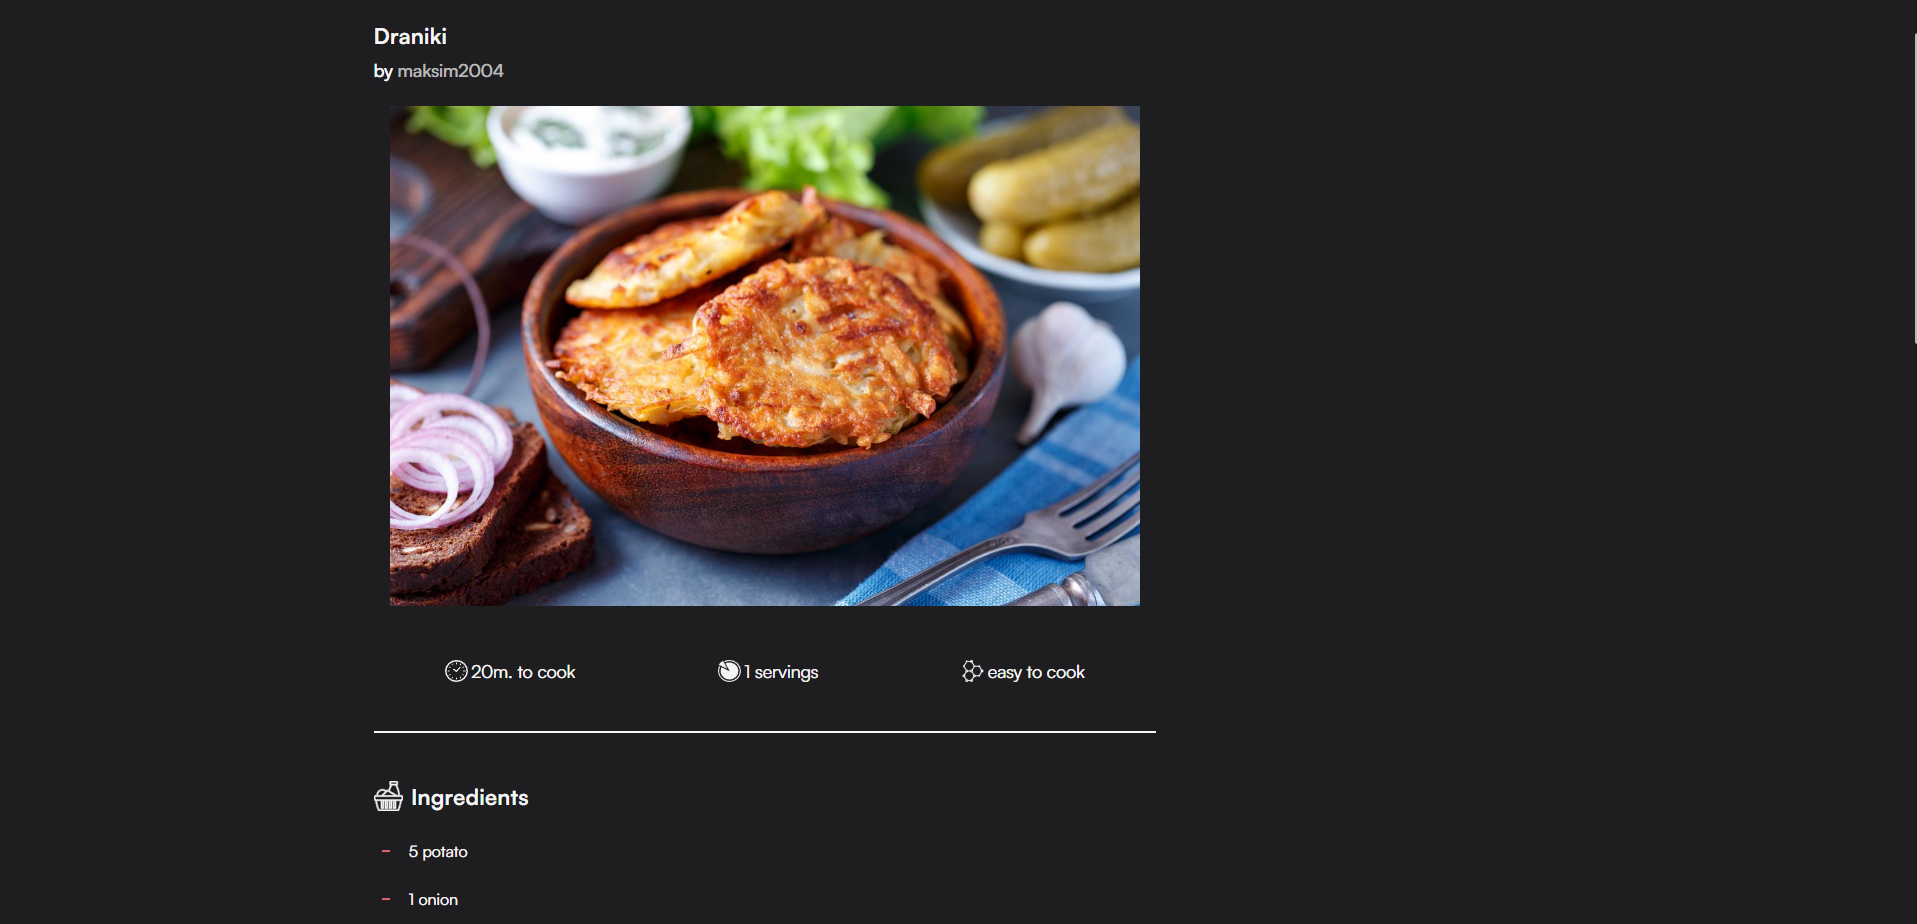 Draniki
by maksim2004
20m. to cook
1 servings
easy to cook
Ingredients
5 potato
1 onion